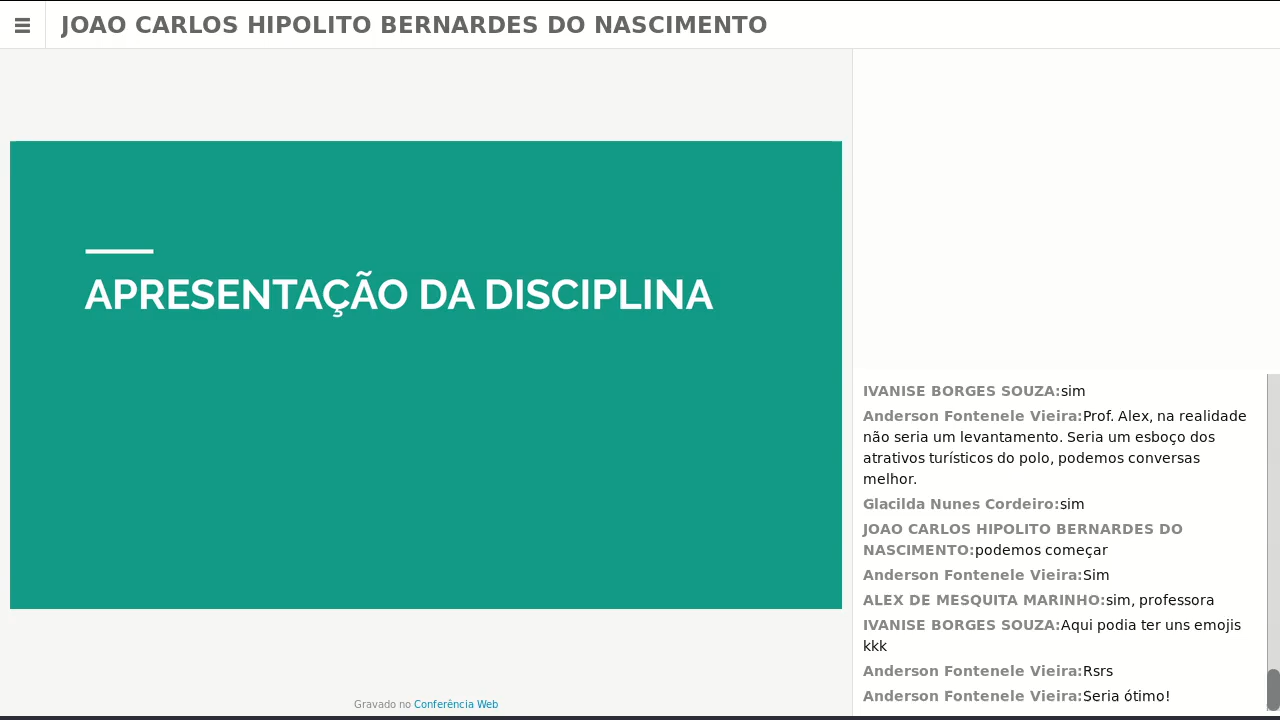 JOAO CARLOS HIPOLITO BERNARDES DO NASCIMENTO
APRESENTAÇÃO DA DISCIPLINA
IVANISE BORGES SOUZA:sim
Anderson Fontenele Vieira:Prof. Alex, na realidade
não seria um levantamento. Seria um esboço dos
atrativos turísticos do polo, podemos conversas
melhor.
Glacilda Nunes Cordeiro:sim
JOAO CARLOS HIPOLITO BERNARDES DO
NASCIMENTO:podemos começar
Anderson Fontenele Vieira:Sim
ALEX DE MESQUITA MARINHO:sim, professora
IVANISE BORGES SOUZA:Aqui podia ter uns emojis
kkk
Anderson Fontenele Vieira:Rsrs
Anderson Fontenele Vieira:Seria ótimo!
Gravado no Conferência Web